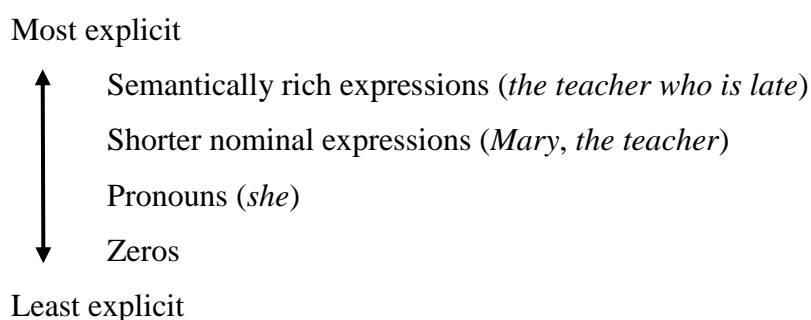 Most explicit
Semantically rich expressions (the teacher who is late)
Shorter nominal expressions (Mary, the teacher)
Pronouns (she)
Zeros
Least explicit